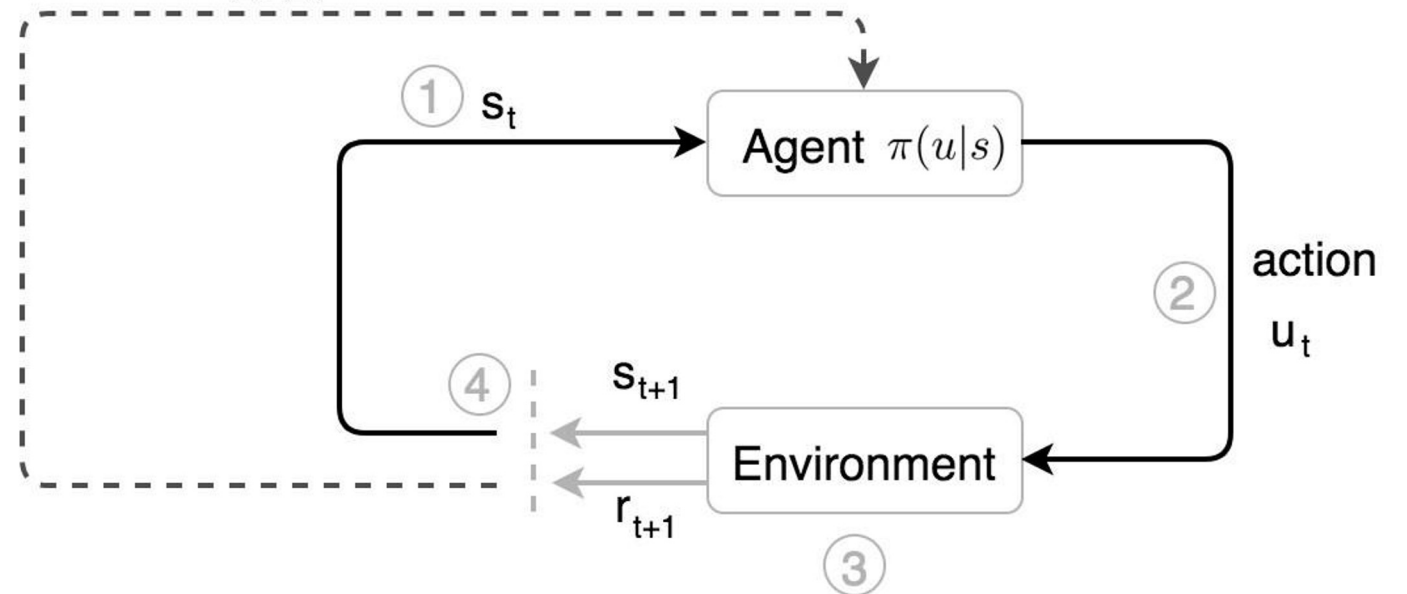 ① sₜ
Agent π(u|s)
action
② uₜ
④ sₜ₊₁
Environment
rₜ₊₁
③